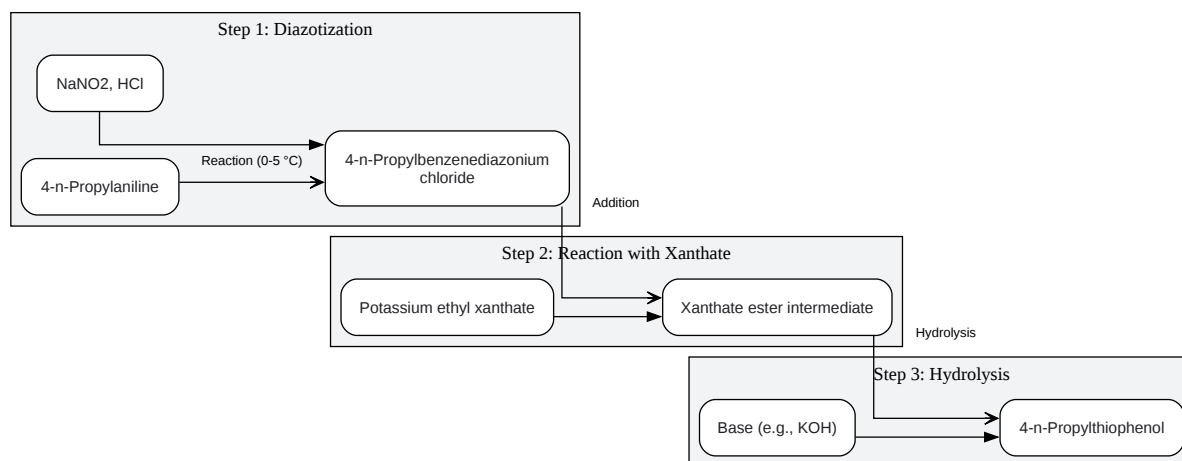 Step 1: Diazotization
NaNO2, HCl
Reaction (0-5 °C)
4-n-Propylaniline
4-n-Propylbenzenediazonium
chloride
Addition
Step 2: Reaction with Xanthate
Potassium ethyl xanthate
Xanthate ester intermediate
Hydrolysis
Step 3: Hydrolysis
Base (e.g., KOH)
4-n-Propylthiophenol